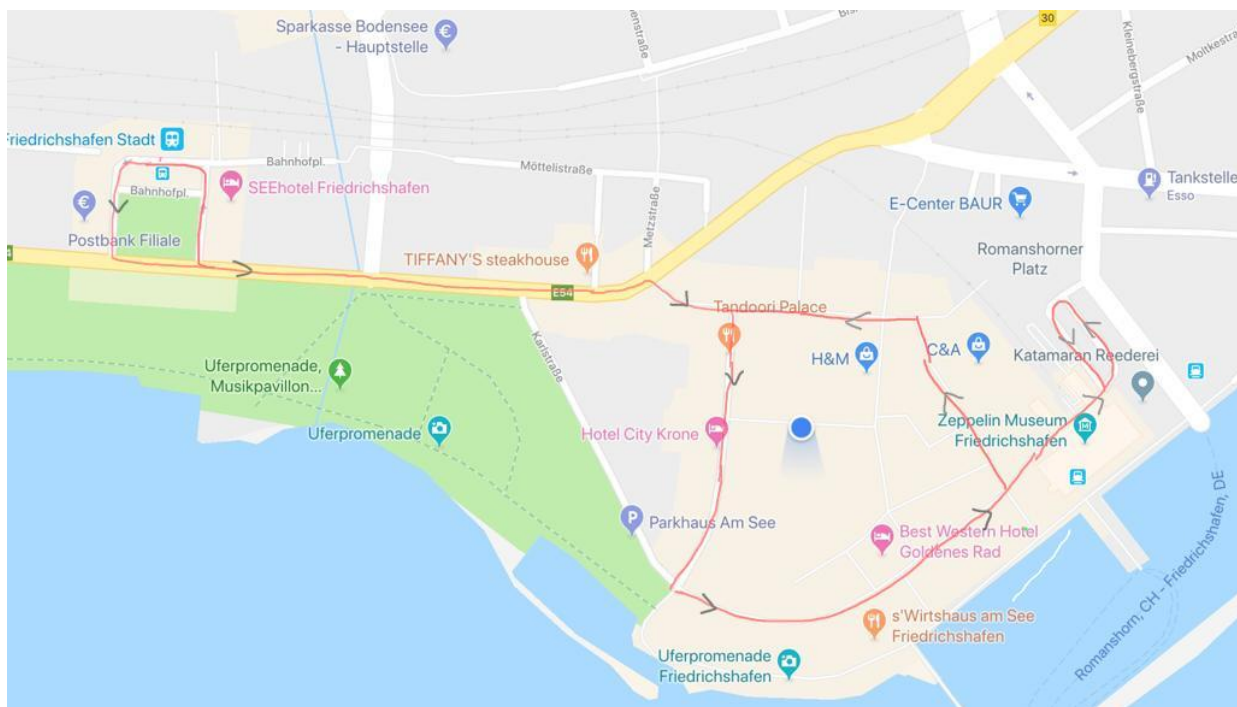 Sparkasse Bodensee
- Hauptstelle
30
Kleinebergstraße
Moltkestra
Friedrichshafen Stadt
Bahnhofpl.
Möttelistraße
Bahnhofpl.
SEEhotel Friedrichshafen
Metzstraße
Tankstelle
Esso
E-Center BAUR
Postbank Filiale
Romanshorner
Platz
TIFFANY'S steakhouse
E54
Tandoori Palace
Karlstraße
H&M
C&A
Katamaran Reederei
Uferpromenade,
Musikpavillon...
Uferpromenade
Hotel City Krone
Zeppelin Museum
Friedrichshafen
P
Parkhaus Am See
Best Western Hotel
Goldenes Rad
s'Wirtshaus am See
Friedrichshafen
Uferpromenade
Friedrichshafen
Romanshorn, CH - Friedrichshafen, DE